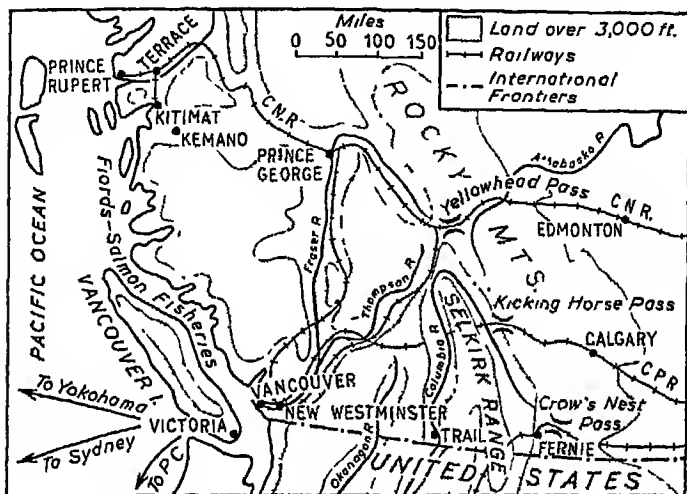 Miles
0 50 100 150
Land over 3,000 ft.
Railways
International
Frontiers
TERRACE
PRINCE
RUPERT
KITIMAT
KEMANO
C.N.R.
PRINCE
GEORGE
ROCKY
MTS.
Athabaska R
Yellowhead Pass
C.N.R.
EDMONTON
PACIFIC OCEAN
Fiords-Salmon Fisheries
Fraser R
Thompson R
VANCOUVER I.
Kicking Horse Pass
SELKIRK RANGE
Columbia R
CALGARY
CPR
To Yokohama
VANCOUVER
NEW WESTMINSTER
Crow's Nest
Pass
VICTORIA
TRAIL
FERNIE
To Sydney
To P.C.
Okanagan R
UNITED STATES